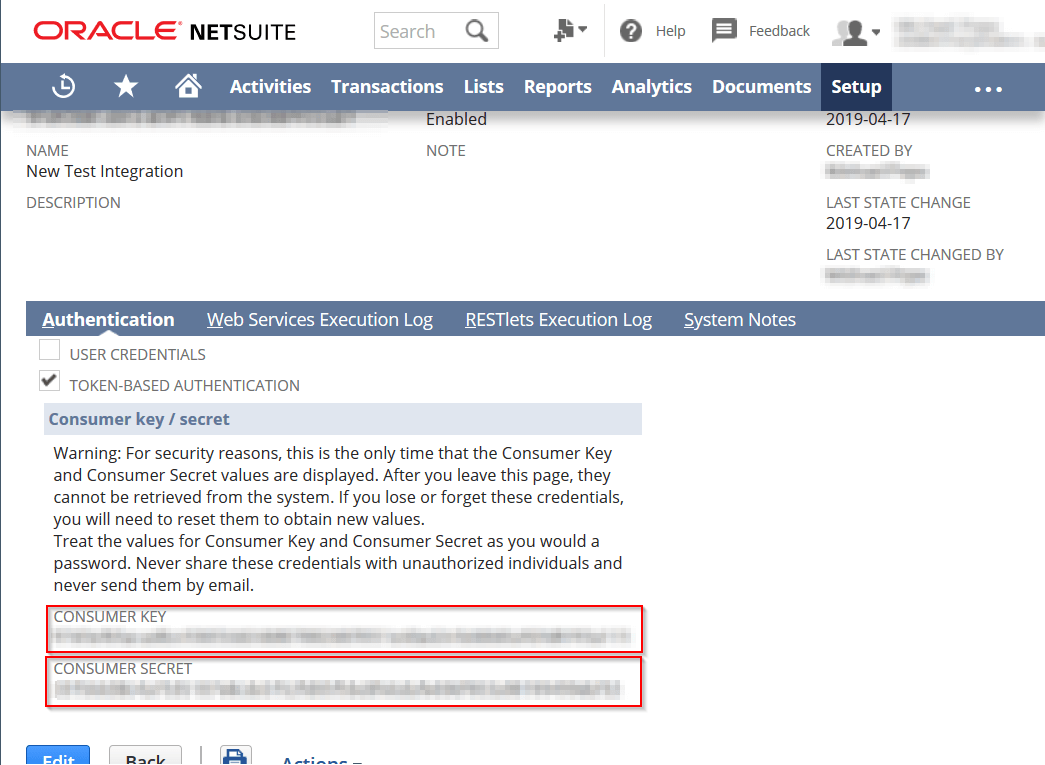 ORACLE NETSUITE
Search
Help
Feedback
Activities Transactions Lists Reports Analytics Documents Setup
Enabled
2019-04-17
NAME
NOTE
CREATED BY
New Test Integration
DESCRIPTION
LAST STATE CHANGE
2019-04-17
LAST STATE CHANGED BY
Authentication Web Services Execution Log RESTlets Execution Log System Notes
USER CREDENTIALS
TOKEN-BASED AUTHENTICATION
Consumer key / secret
Warning: For security reasons, this is the only time that the Consumer Key
and Consumer Secret values are displayed. After you leave this page, they
cannot be retrieved from the system. If you lose or forget these credentials,
you will need to reset them to obtain new values.
Treat the values for Consumer Key and Consumer Secret as you would a
password. Never share these credentials with unauthorized individuals and
never send them by email.
CONSUMER KEY
CONSUMER SECRET
Edit Back Actions